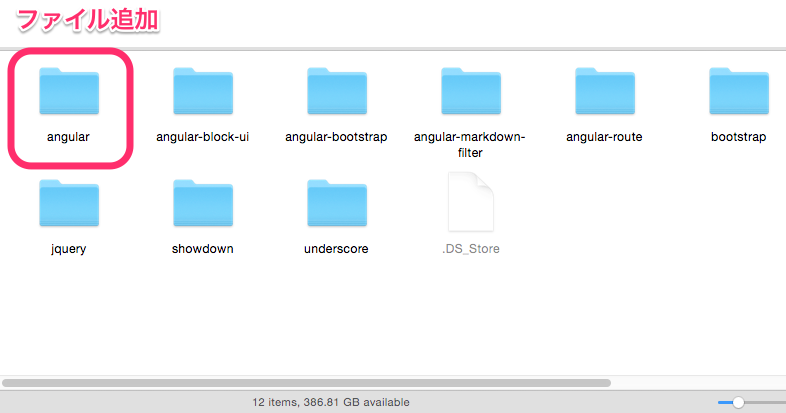 ファイル追加
angular
angular-block-ui
angular-bootstrap
angular-markdown-
filter
angular-route
bootstrap
jquery
showdown
underscore
.DS_Store
12 items, 386.81 GB available